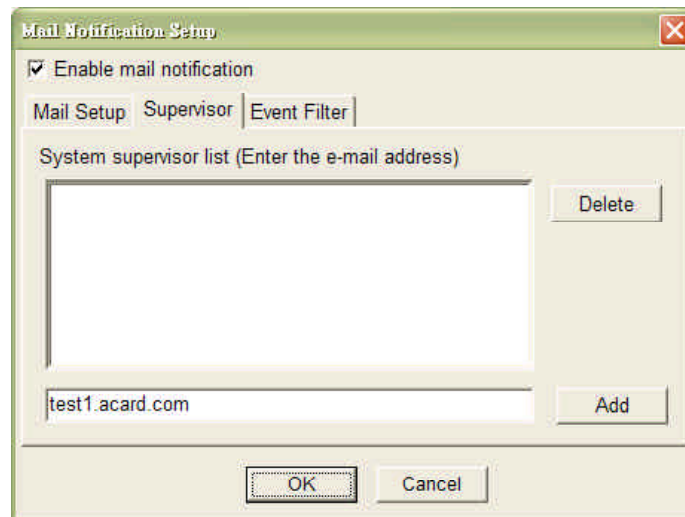 Mail Notification Setup
Enable mail notification
Mail Setup Supervisor Event Filter
System supervisor list (Enter the e-mail address)
Delete
test1.acard.com
Add
OK Cancel